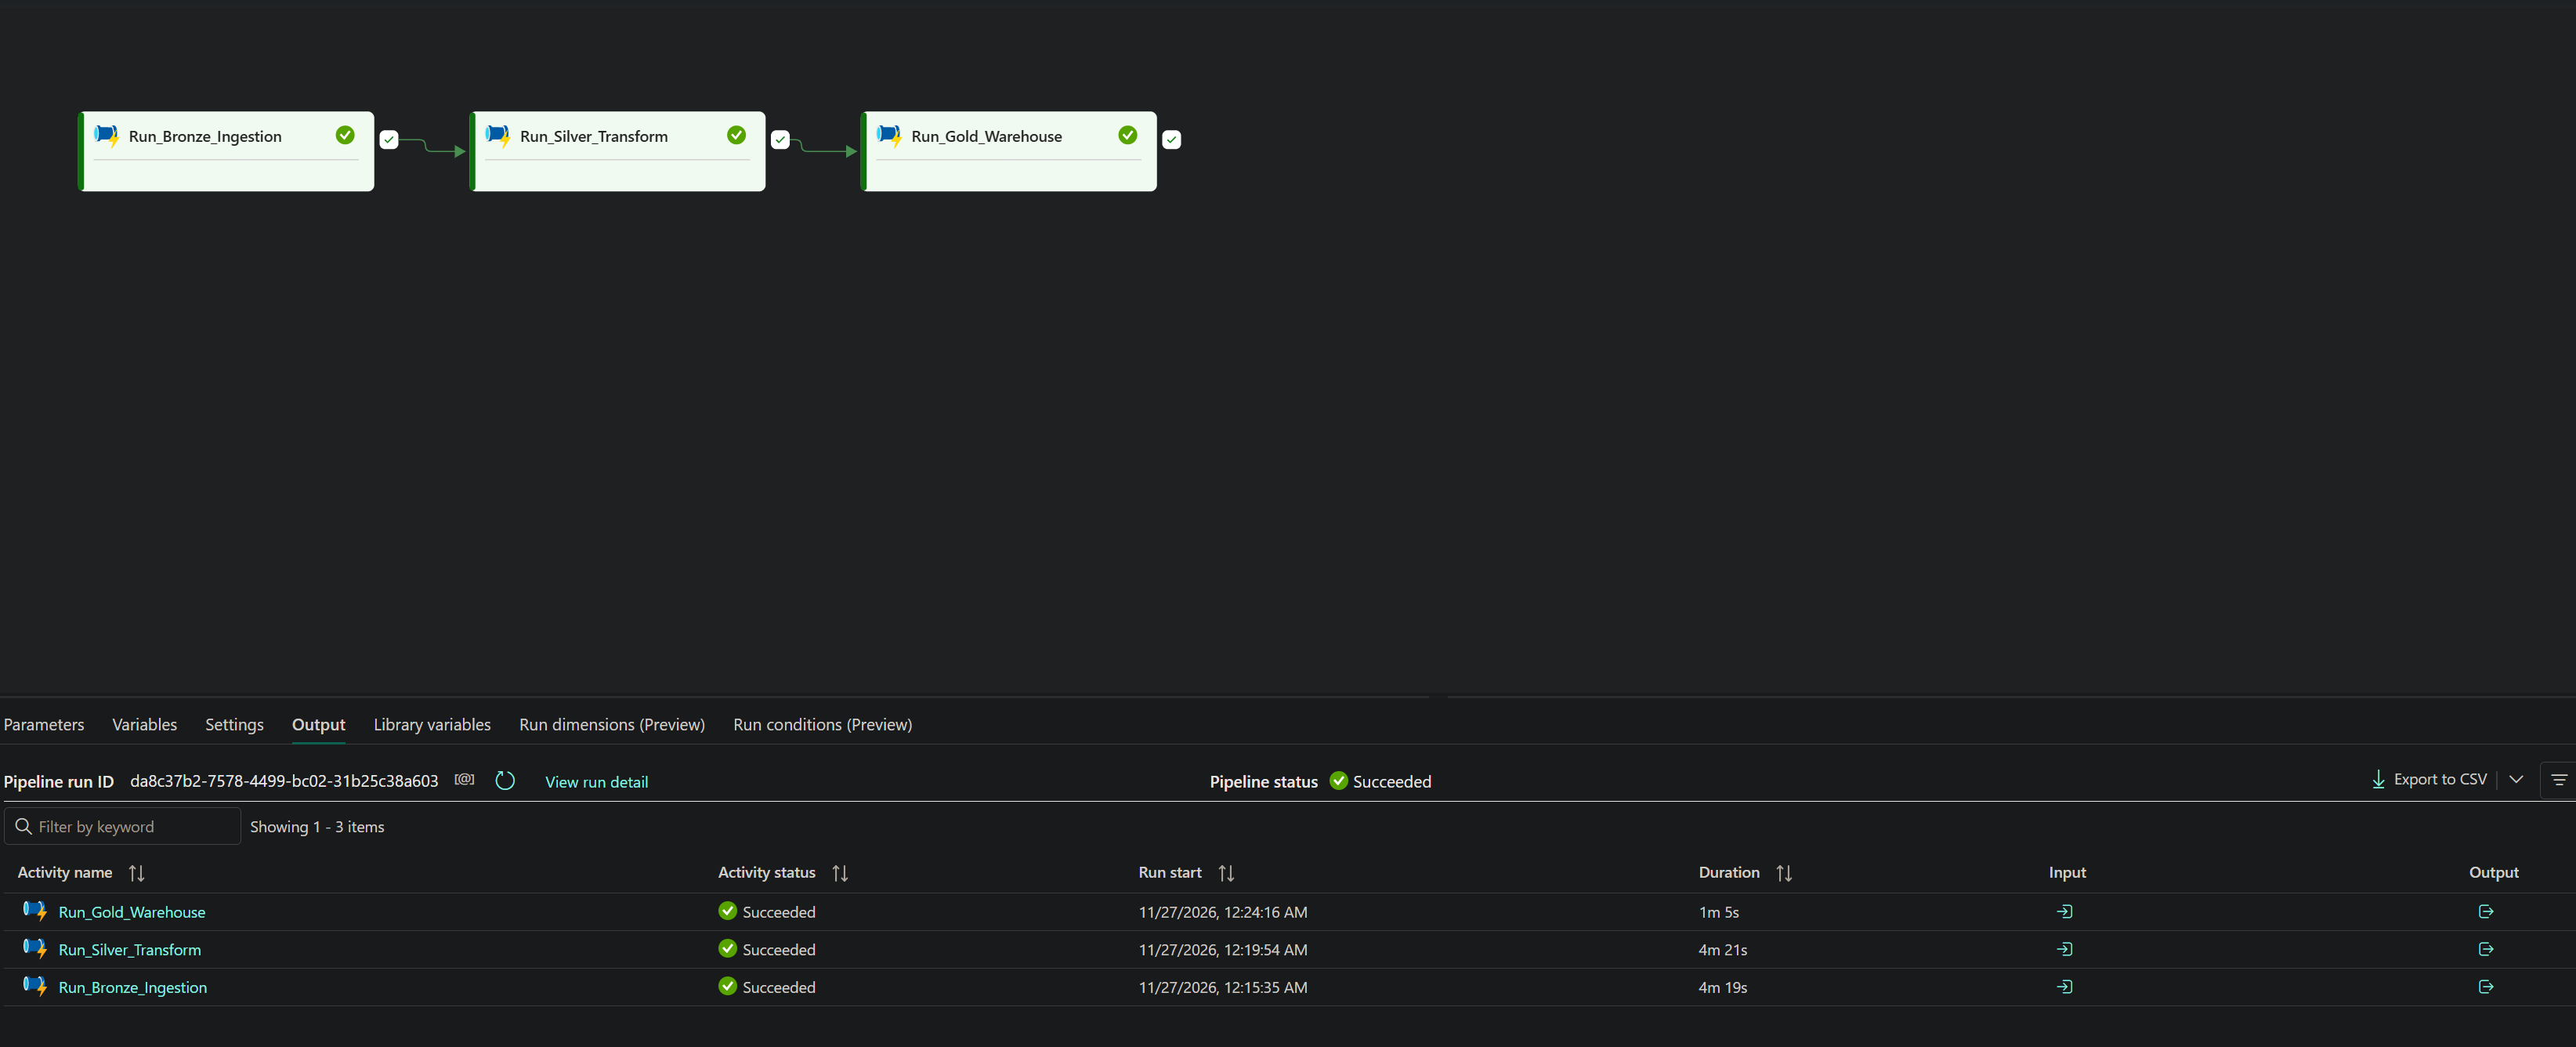 Run_Bronze_Ingestion
Run_Silver_Transform
Run_Gold_Warehouse
Parameters Variables Settings Output Library variables Run dimensions (Preview) Run conditions (Preview)
Pipeline run ID da8c37b2-7578-4499-bc02-31b25c38a603 [@] View run detail Pipeline status Succeeded Export to CSV
Filter by keyword Showing 1 - 3 items
Activity name Activity status Run start Duration Input Output
Run_Gold_Warehouse Succeeded 11/27/2026, 12:24:16 AM 1m 5s
Run_Silver_Transform Succeeded 11/27/2026, 12:19:54 AM 4m 21s
Run_Bronze_Ingestion Succeeded 11/27/2026, 12:15:35 AM 4m 19s